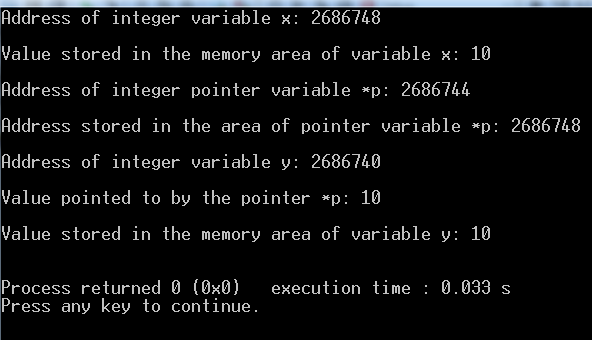 Address of integer variable x: 2686748
Value stored in the memory area of variable x: 10
Address of integer pointer variable *p: 2686744
Address stored in the area of pointer variable *p: 2686748
Address of integer variable y: 2686740
Value pointed to by the pointer *p: 10
Value stored in the memory area of variable y: 10
Process returned 0 (0x0)   execution time : 0.033 s
Press any key to continue.